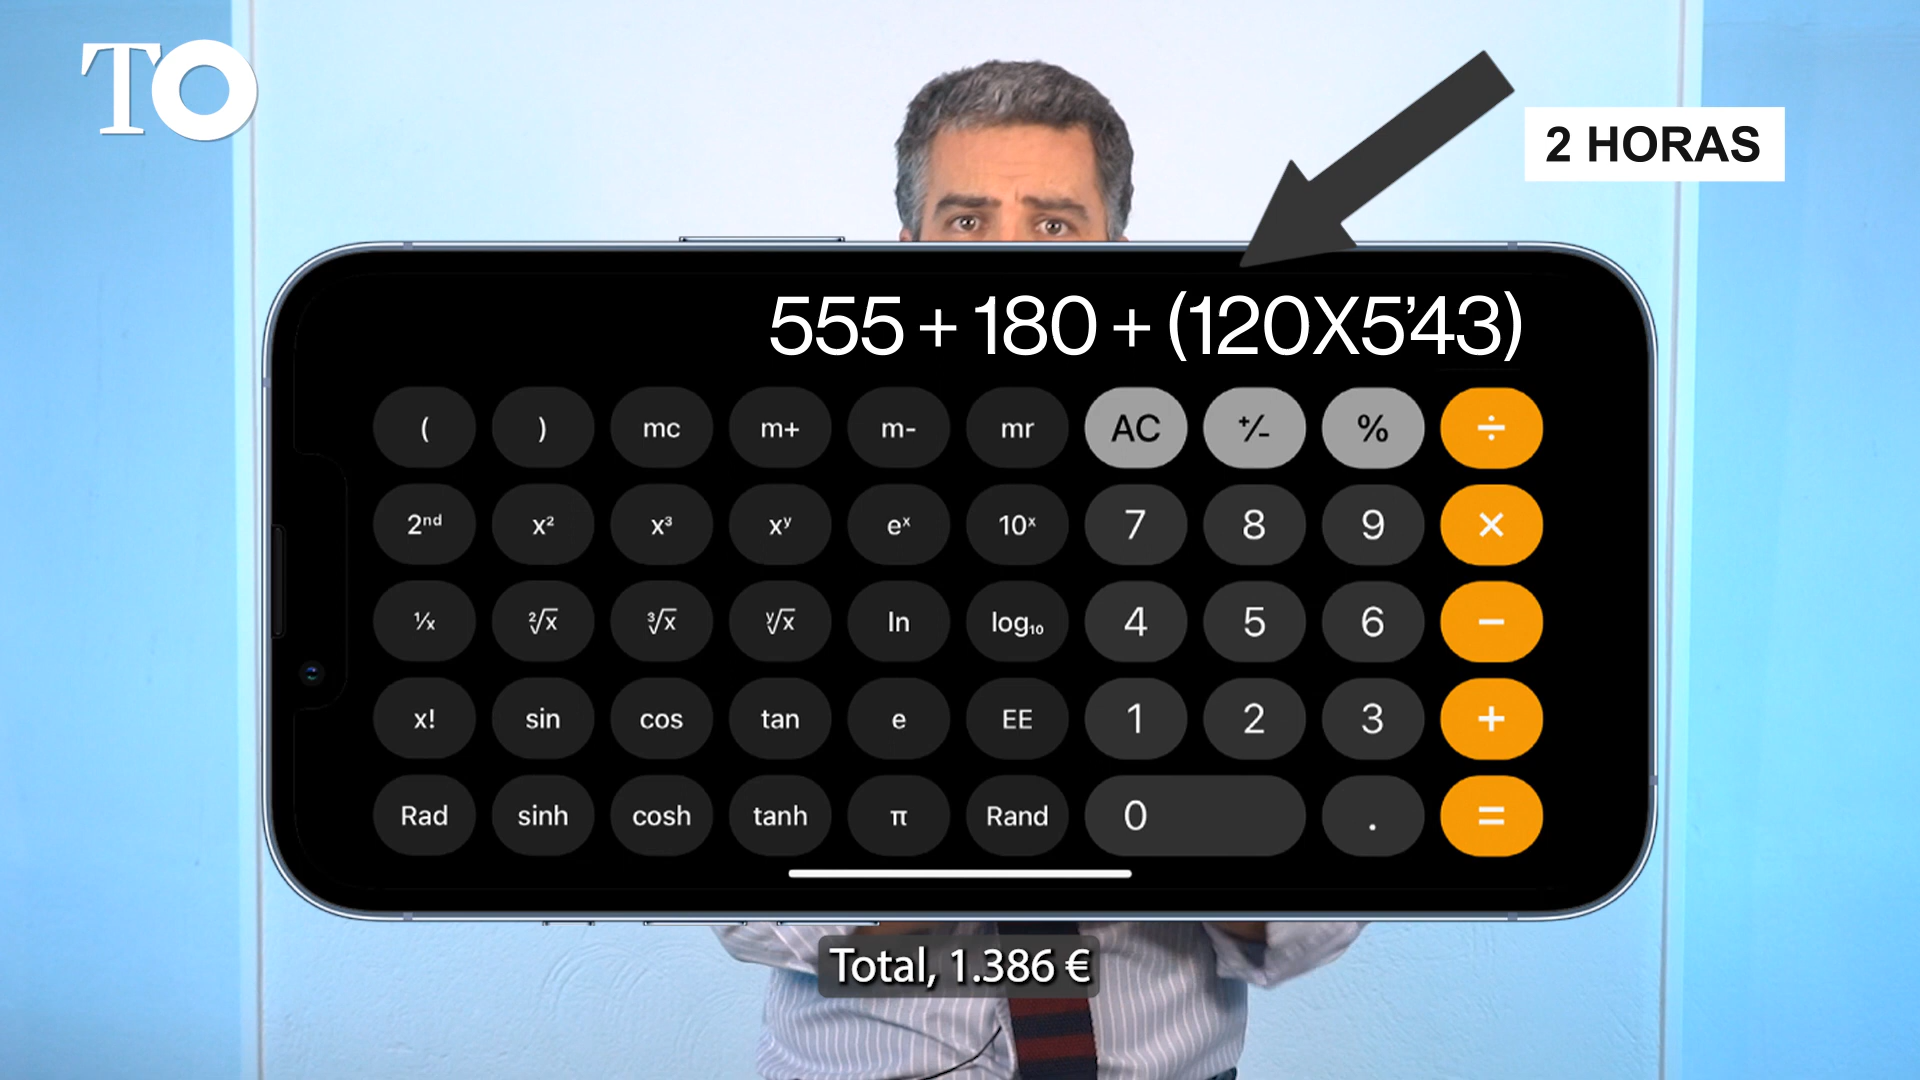 TO
2 HORAS
555 + 180 + (120X5’43)
( ) mc m+ m- mr AC +/- % ÷
2nd x² x³ xʸ eˣ 10ˣ 7 8 9 ×
1/x ²√x ³√x ʸ√x ln log₁₀ 4 5 6 −
x! sin cos tan e EE 1 2 3 +
Rad sinh cosh tanh π Rand 0 . =
Total, 1.386 €